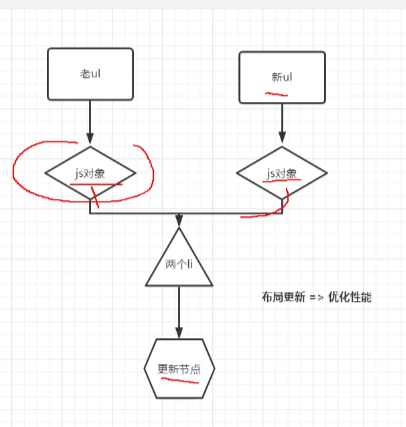 老ul
新ul
js对象
js对象
两个li
布局更新 => 优化性能
更新节点